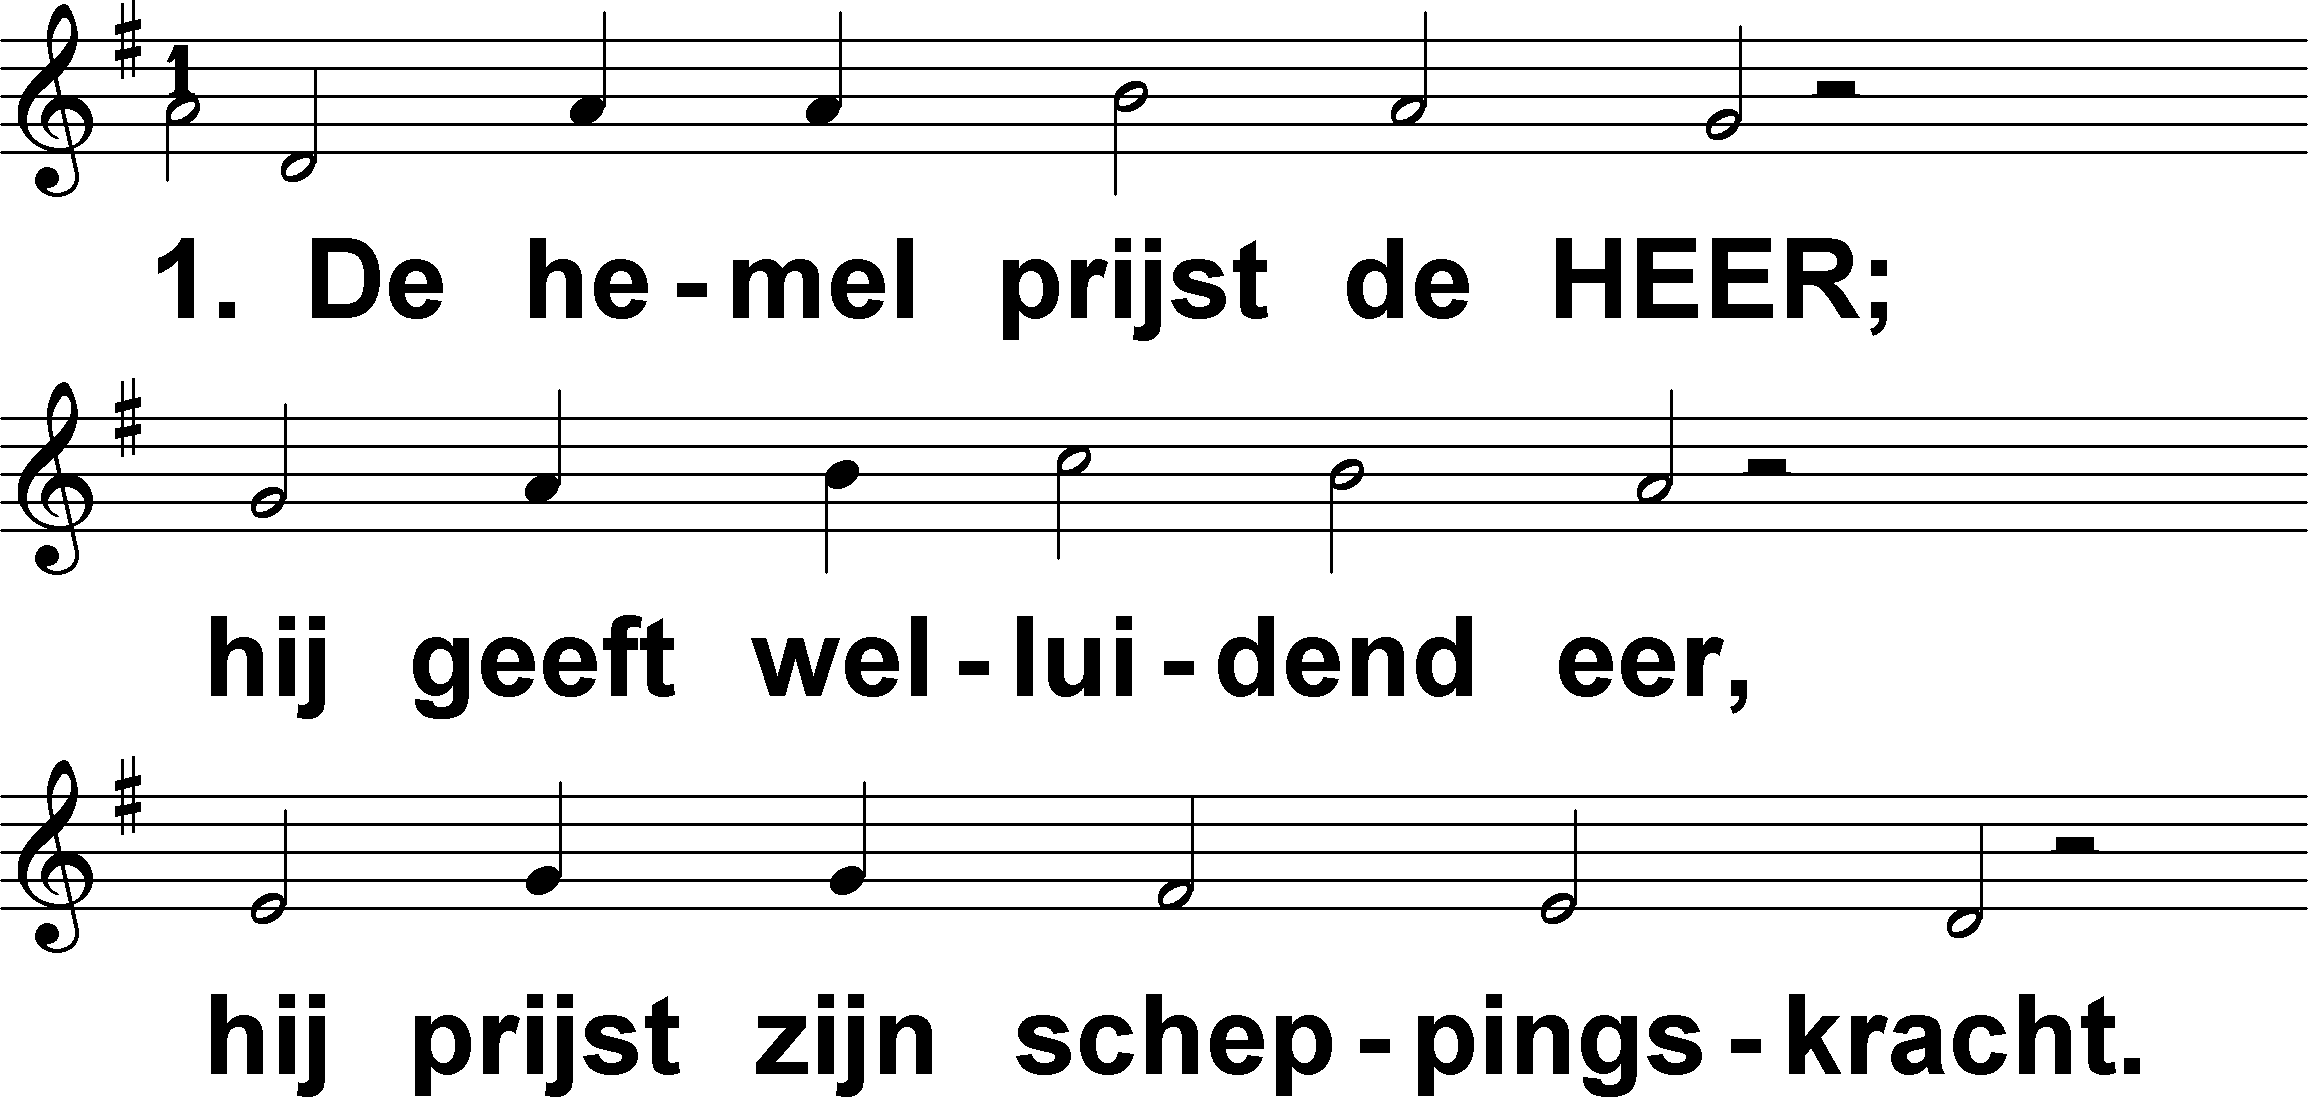 1
1. De he-mel prijst de HEER;
hij geeft wel-lui-dend eer,
hij prijst zijn schep-pings-kracht.